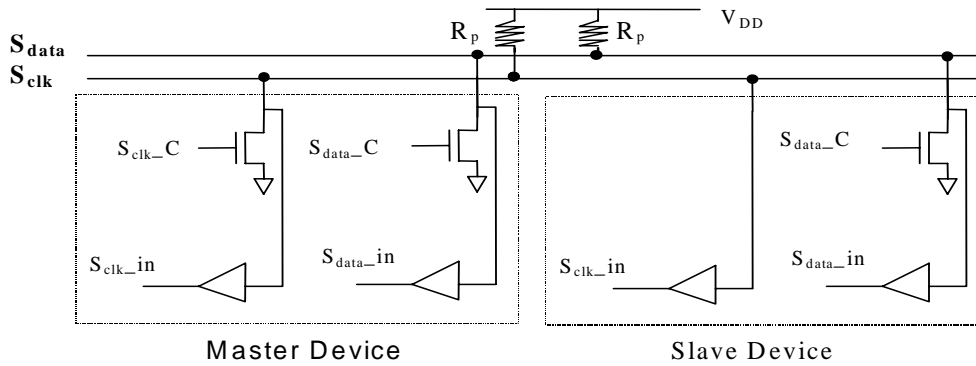 R_p R_p V_DD
S_data
S_clk
S_clk_C S_data_C S_data_C
S_clk_in S_data_in S_clk_in S_data_in
Master Device Slave Device